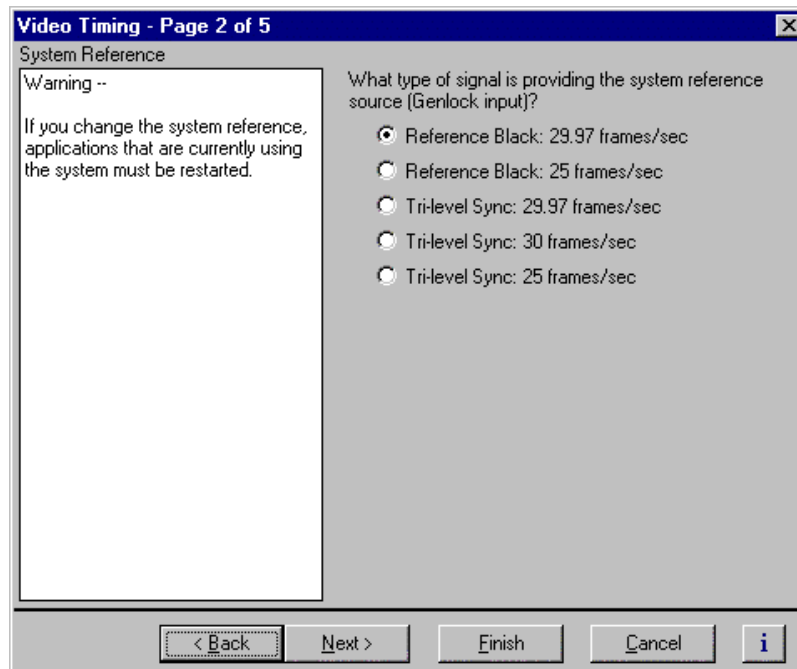 Video Timing - Page 2 of 5
System Reference
Warning --
If you change the system reference,
applications that are currently using
the system must be restarted.
What type of signal is providing the system reference
source (Genlock input)?
Reference Black: 29.97 frames/sec
Reference Black: 25 frames/sec
Tri-level Sync: 29.97 frames/sec
Tri-level Sync: 30 frames/sec
Tri-level Sync: 25 frames/sec
< Back
Next >
Finish
Cancel
i